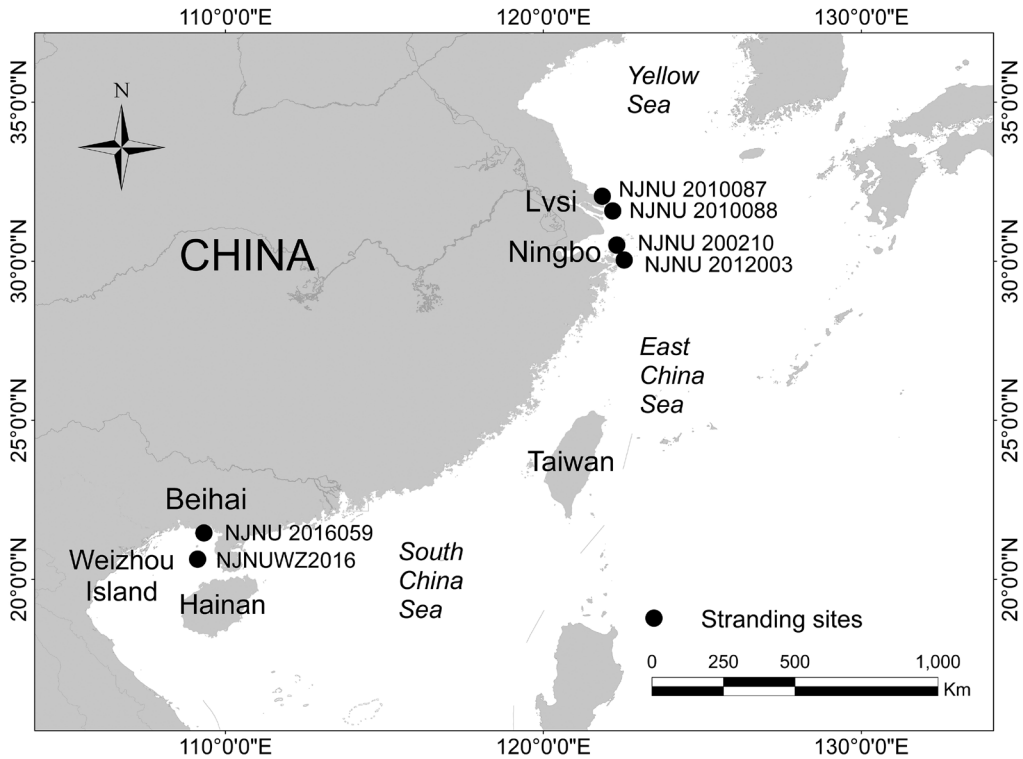 110°0'0"E 120°0'0"E 130°0'0"E
N
Yellow
Sea
35°0'0"N
35°0'0"N
NJNU 2010087
Lvsi
NJNU 2010088
NJNU 200210
Ningbo
NJNU 2012003
CHINA
30°0'0"N
30°0'0"N
East
China
Sea
25°0'0"N
25°0'0"N
Taiwan
Beihai
NJNU 2016059
Weizhou
Island
NJNUWZ2016
South
China
Sea
20°0'0"N
20°0'0"N
Hainan
Stranding sites
0 250 500 1,000
Km
110°0'0"E 120°0'0"E 130°0'0"E